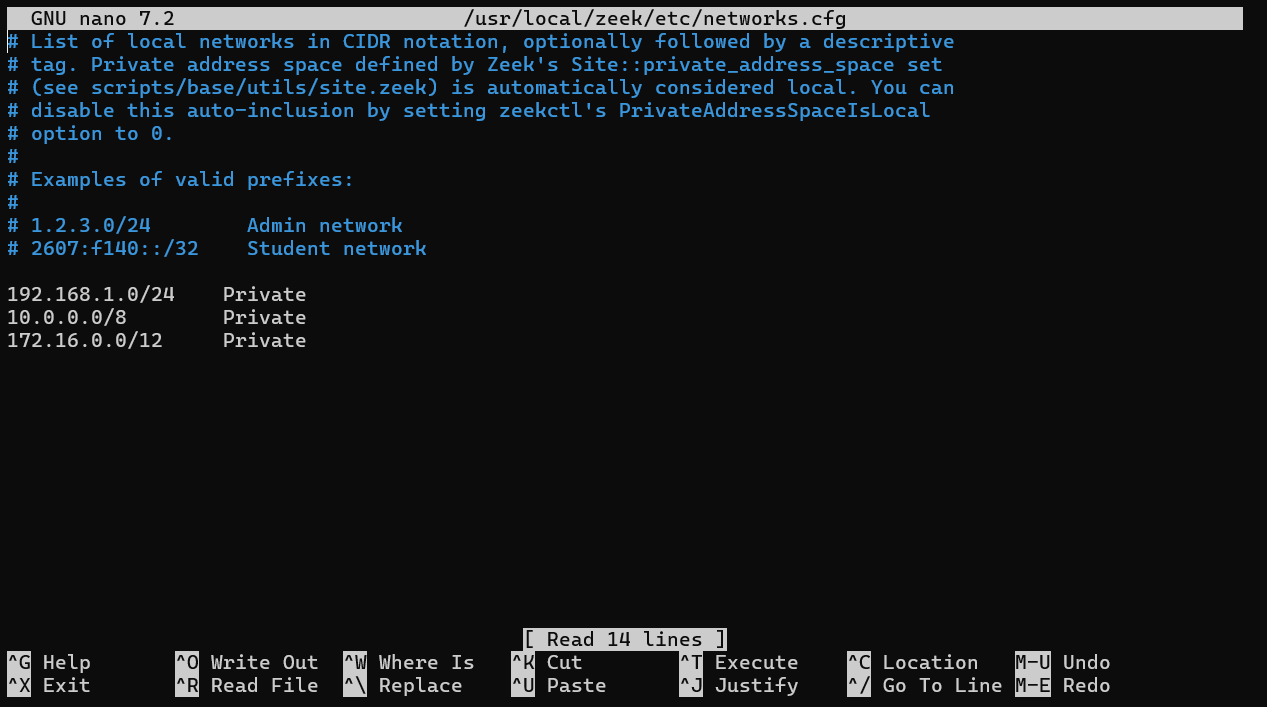 GNU nano 7.2 /usr/local/zeek/etc/networks.cfg
# List of local networks in CIDR notation, optionally followed by a descriptive
# tag. Private address space defined by Zeek's Site::private_address_space set
# (see scripts/base/utils/site.zeek) is automatically considered local. You can
# disable this auto-inclusion by setting zeekctl's PrivateAddressSpaceIsLocal
# option to 0.
#
# Examples of valid prefixes:
#
# 1.2.3.0/24         Admin network
# 2607:f140::/32     Student network
192.168.1.0/24    Private
10.0.0.0/8        Private
172.16.0.0/12     Private
[ Read 14 lines ]
^G Help ^O Write Out ^W Where Is ^K Cut ^T Execute ^C Location M-U Undo
^X Exit ^R Read File ^\ Replace ^U Paste ^J Justify ^/ Go To Line M-E Redo